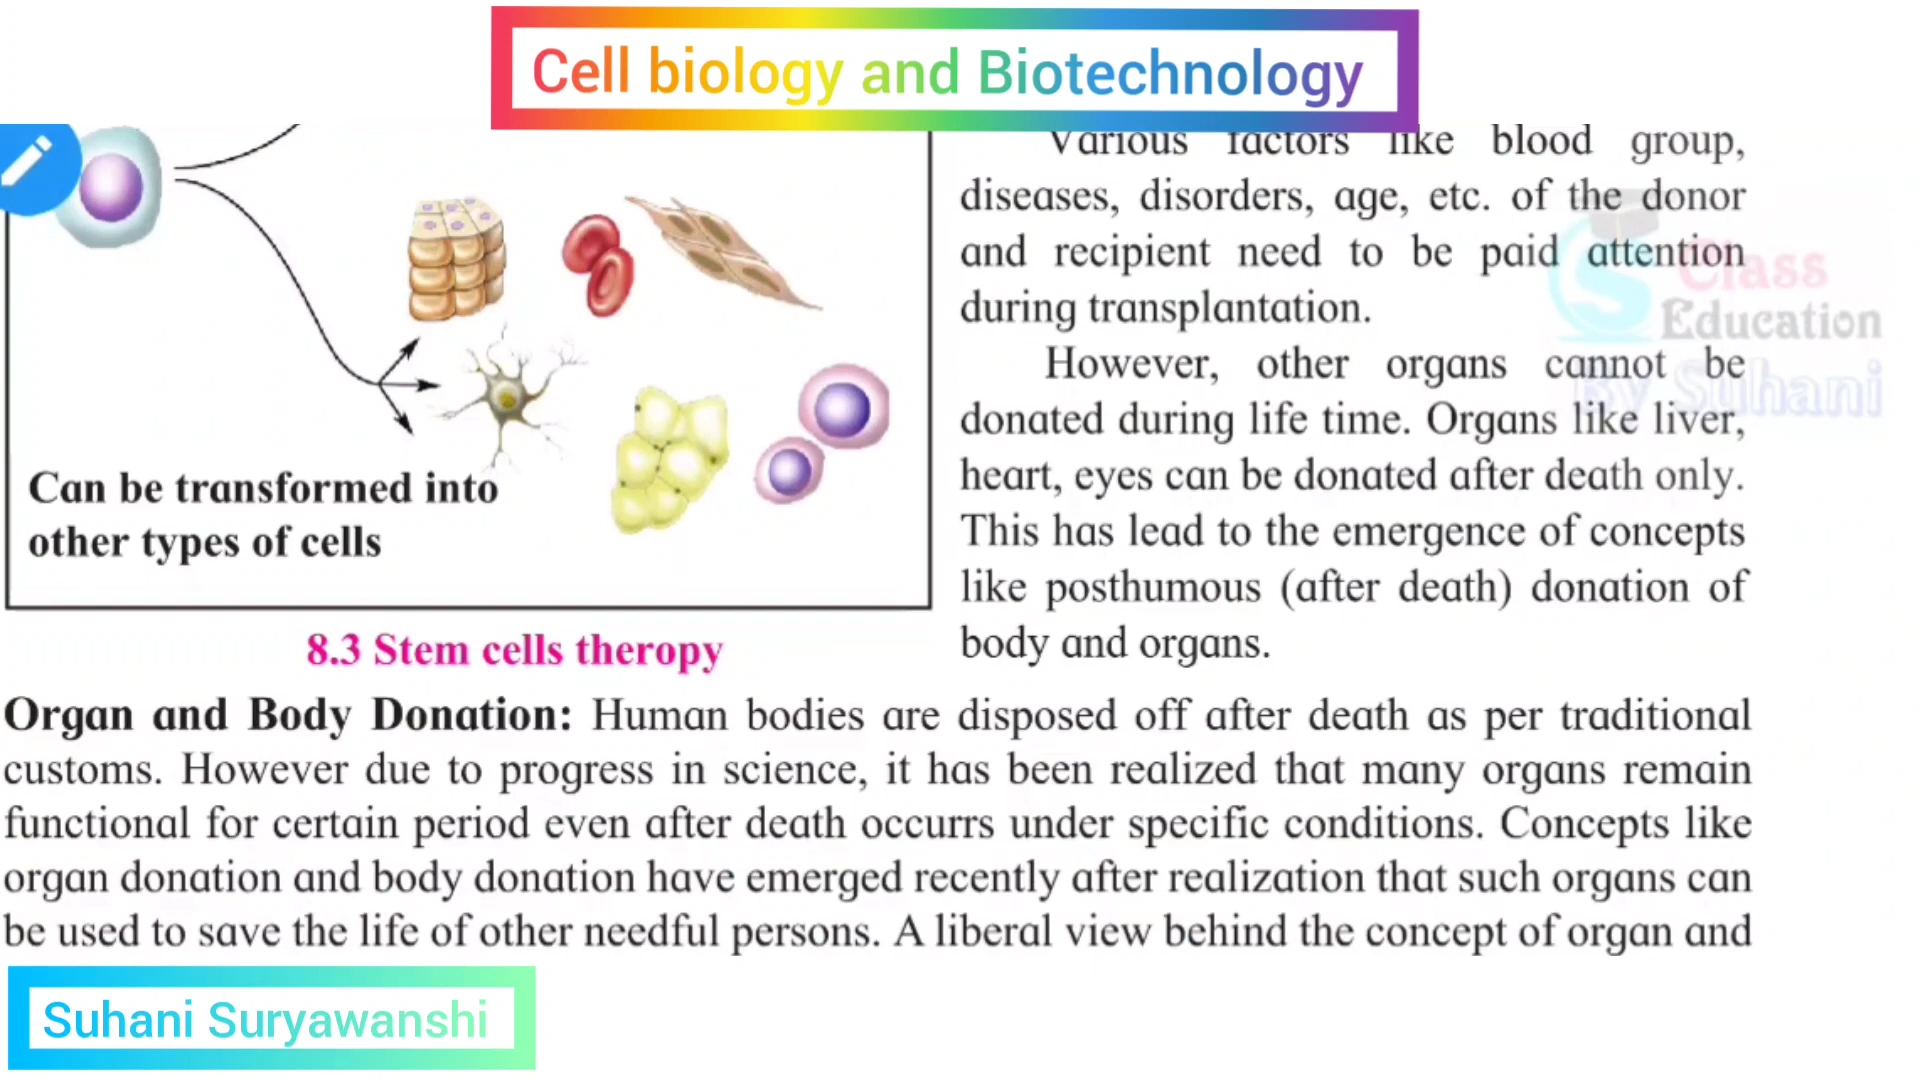 Cell biology and Biotechnology
Can be transformed into
other types of cells
8.3 Stem cells theropy
Various factors like blood group,
diseases, disorders, age, etc. of the donor
and recipient need to be paid attention
during transplantation.
However, other organs cannot be
donated during life time. Organs like liver,
heart, eyes can be donated after death only.
This has lead to the emergence of concepts
like posthumous (after death) donation of
body and organs.
Class
Education
By Suhani
Organ and Body Donation: Human bodies are disposed off after death as per traditional
customs. However due to progress in science, it has been realized that many organs remain
functional for certain period even after death occurrs under specific conditions. Concepts like
organ donation and body donation have emerged recently after realization that such organs can
be used to save the life of other needful persons. A liberal view behind the concept of organ and
Suhani Suryawanshi